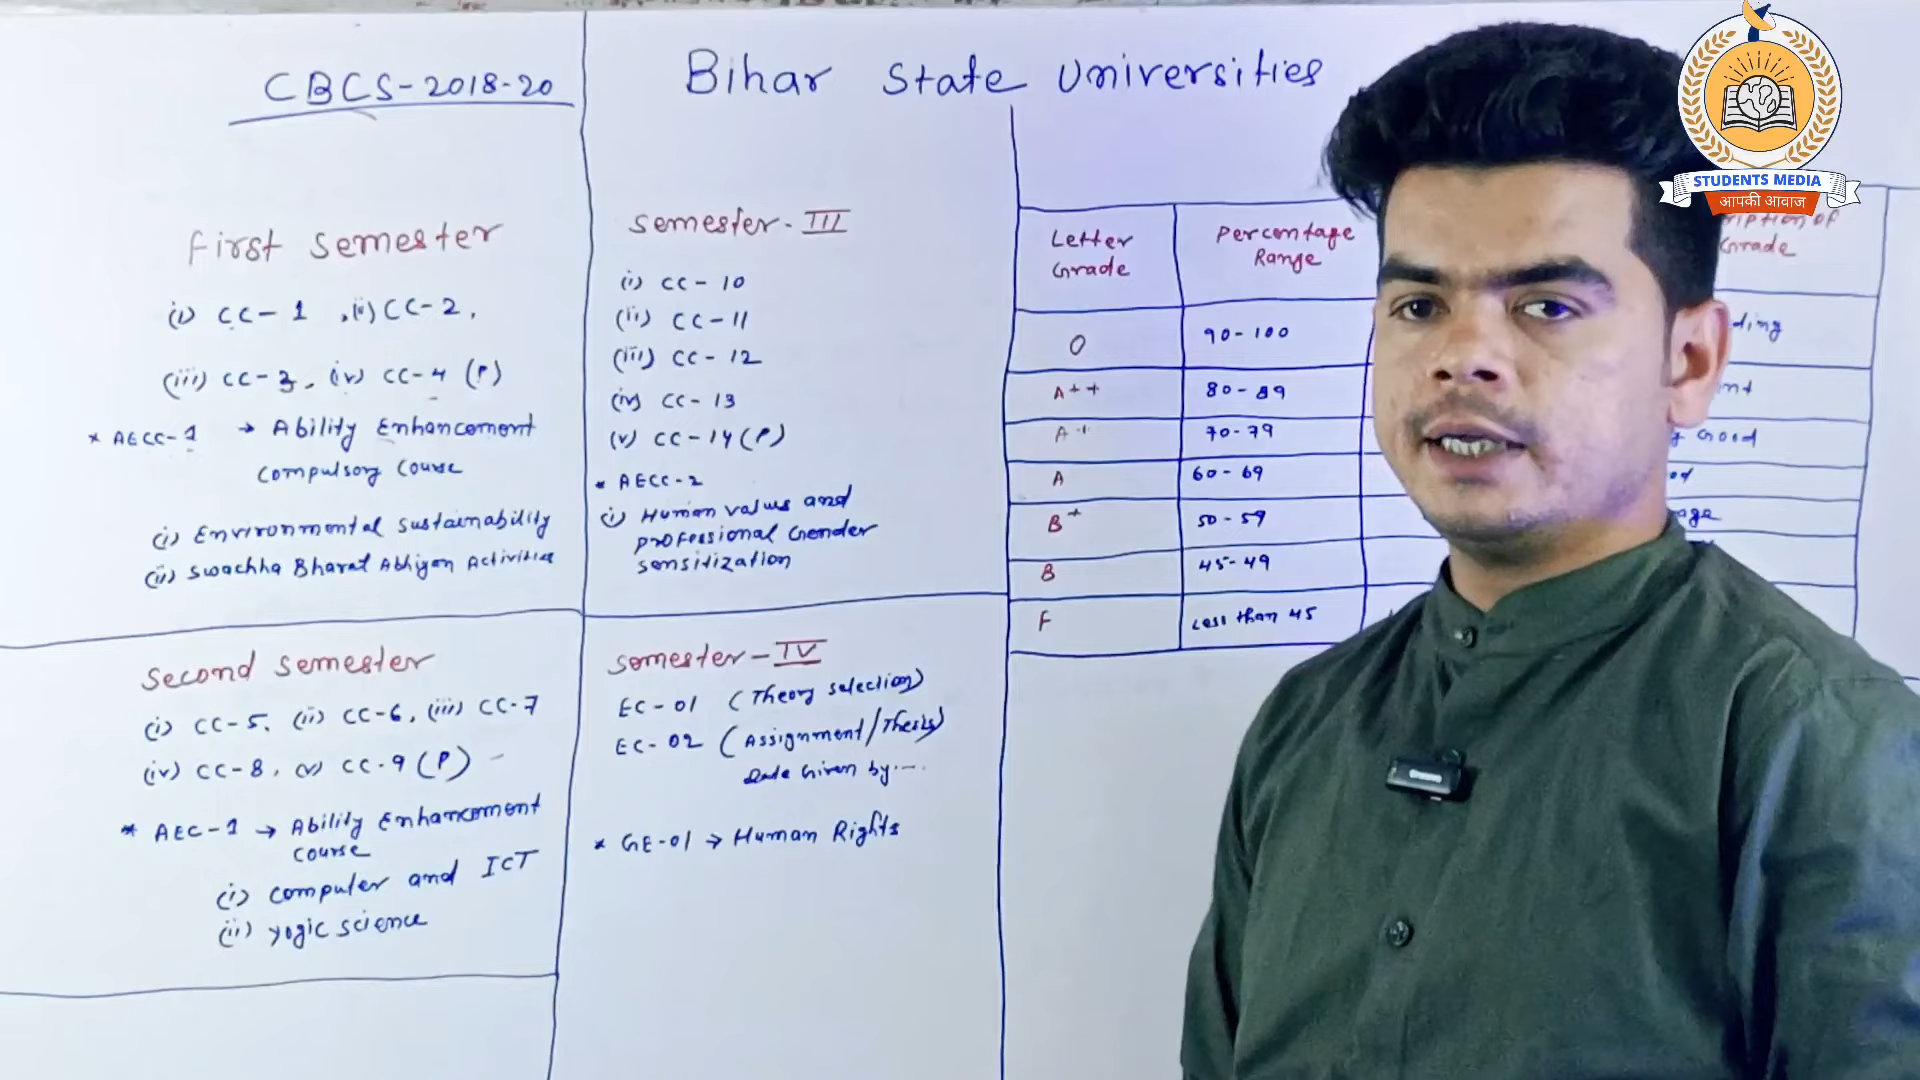 CBCS-2018-20
Bihar State Universities
First Semester
(i) CC-1, (ii) CC-2,
(iii) CC-3, (iv) CC-4 (P)
* AECC-1 → Ability Enhancement
Compulsory Course
(i) Environmental Sustainability
(ii) Swachha Bharat Abhiyan Activities
Second Semester
(i) CC-5, (ii) CC-6, (iii) CC-7
(iv) CC-8, (v) CC-9 (P)
* AEC-1 → Ability Enhancement
Course
(i) Computer and ICT
(ii) Yogic Science
Semester-III
(i) CC-10
(ii) CC-11
(iii) CC-12
(iv) CC-13
(v) CC-14 (P)
* AECC-2
(i) Human values and
professional Gender
sensitization
Semester-IV
EC-01 (Theory selection)
EC-02 (Assignment/Thesis)
Given by....
* GE-01 → Human Rights
Letter
Grade
Percentage
Range
Grade
O 90-100
A++ 80-89
A+ 70-79 Good
A 60-69
B+ 50-59
B 45-49
F Less than 45
STUDENTS MEDIA
आपकी आवाज